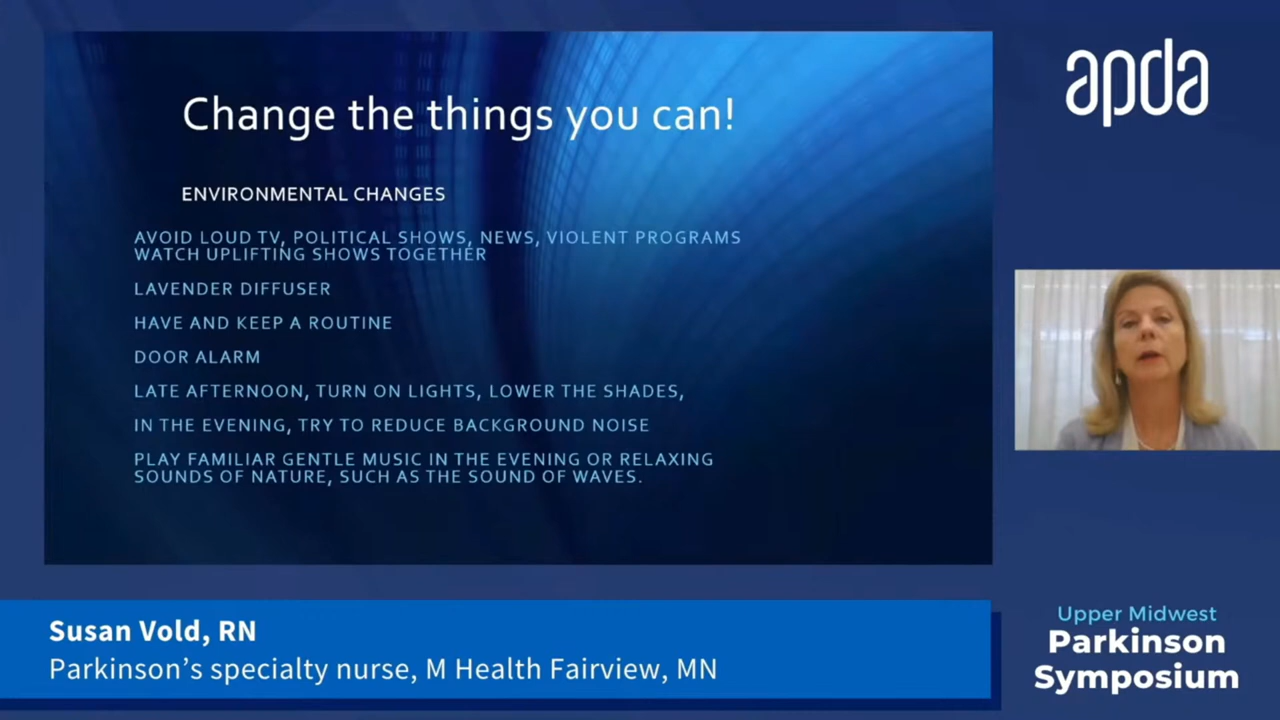 Change the things you can!
ENVIRONMENTAL CHANGES
AVOID LOUD TV, POLITICAL SHOWS, NEWS, VIOLENT PROGRAMS
WATCH UPLIFTING SHOWS TOGETHER
LAVENDER DIFFUSER
HAVE AND KEEP A ROUTINE
DOOR ALARM
LATE AFTERNOON, TURN ON LIGHTS, LOWER THE SHADES,
IN THE EVENING, TRY TO REDUCE BACKGROUND NOISE
PLAY FAMILIAR GENTLE MUSIC IN THE EVENING OR RELAXING
SOUNDS OF NATURE, SUCH AS THE SOUND OF WAVES.
apda
Susan Vold, RN
Parkinson's specialty nurse, M Health Fairview, MN
Upper Midwest
Parkinson
Symposium